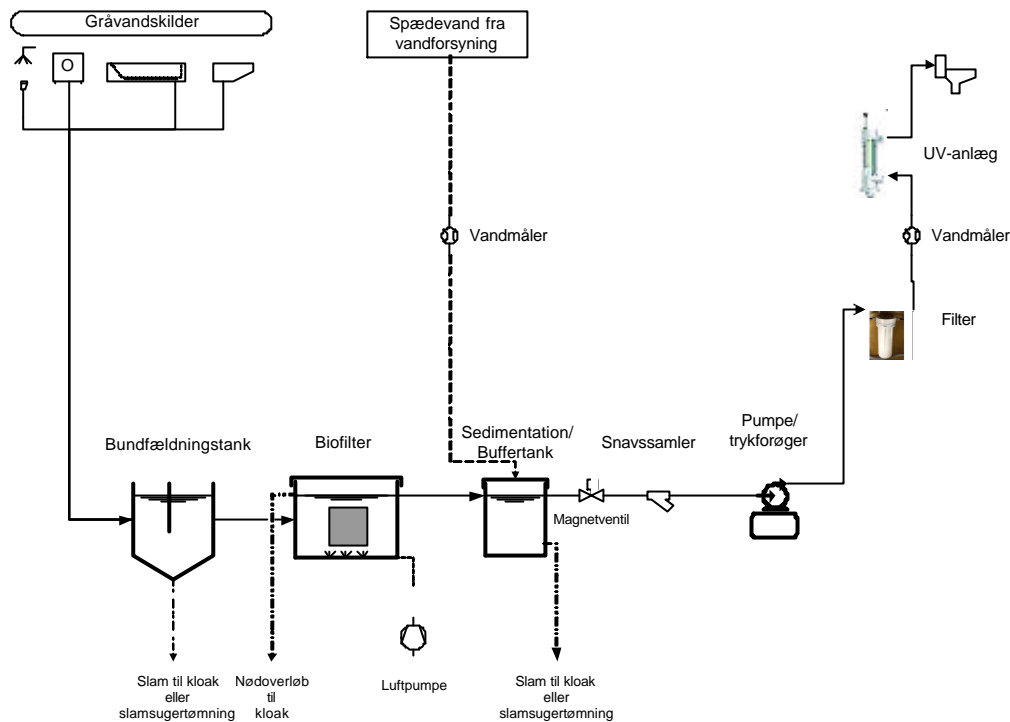 Gråvandskilder
Spædevand fra
vandforsyning
UV-anlæg
Vandmåler
Vandmåler
Filter
Pumpe/
trykforøger
Bundfældningstank
Biofilter
Sedimentation/
Buffertank
Snavssamler
Magnetventil
Slam til kloak
eller
slamsugertømning
Nødoverløb
til
kloak
Luftpumpe
Slam til kloak
eller
slamsugertømning